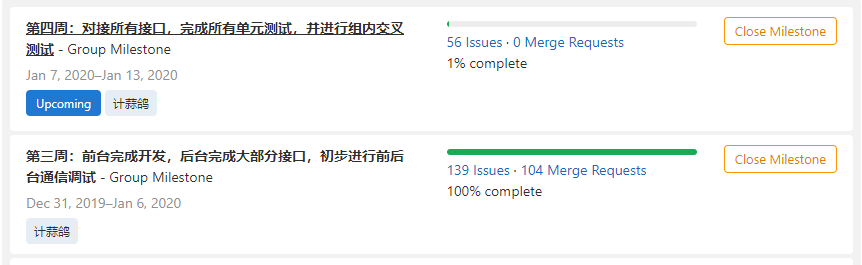 第四周：对接所有接口，完成所有单元测试，并进行组内交叉
测试 - Group Milestone
Jan 7, 2020–Jan 13, 2020
Upcoming 计蒜鸽
56 Issues · 0 Merge Requests
1% complete
Close Milestone
第三周：前台完成开发，后台完成大部分接口，初步进行前后
台通信调试 - Group Milestone
Dec 31, 2019–Jan 6, 2020
计蒜鸽
139 Issues · 104 Merge Requests
100% complete
Close Milestone